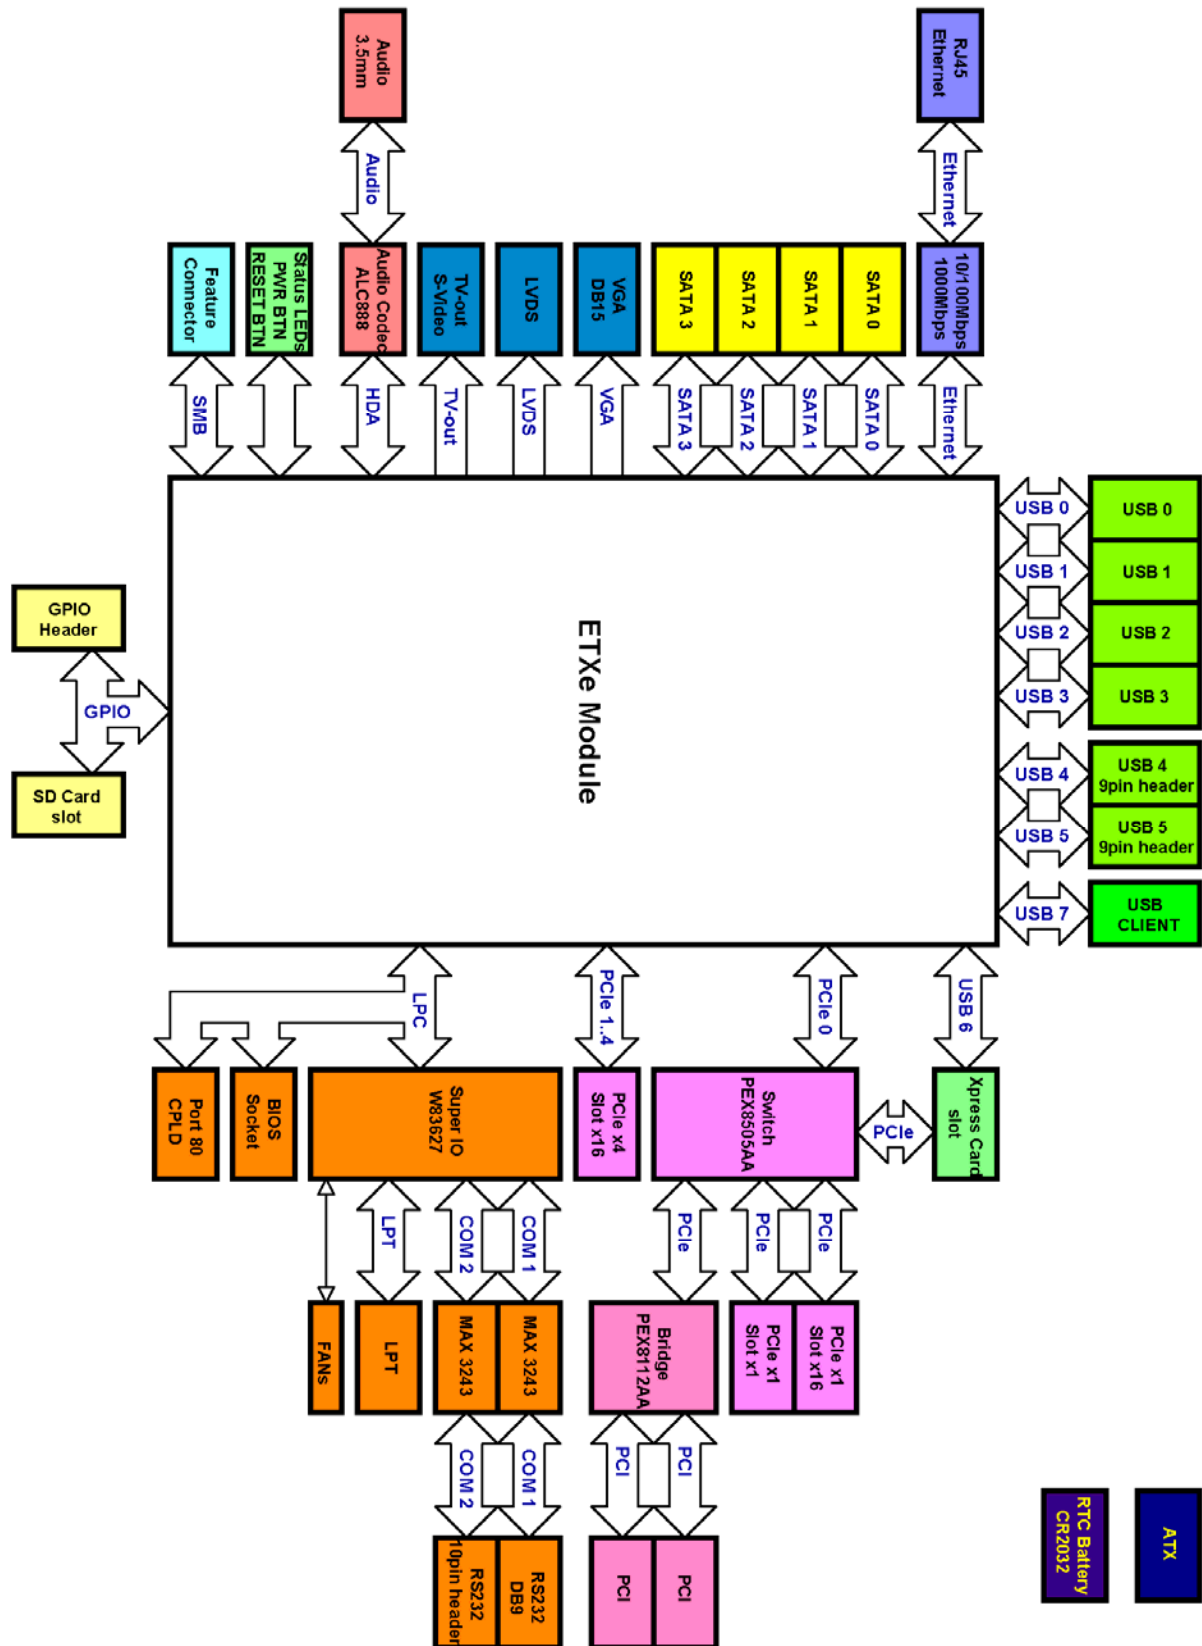 Audio
3.5mm
RJ45
Ethernet
Audio
Ethernet
Feature
Connector
Status LEDs
PWR BTN
RESET BTN
Audio Codec
ALC888
TV-out
S-Video
LVDS
VGA
DB15
SATA 3
SATA 2
SATA 1
SATA 0
10/100Mbps
1000Mbps
SMB
HDA
TV-out
LVDS
VGA
SATA 3
SATA 2
SATA 1
SATA 0
Ethernet
USB 0
USB 0
USB 1
USB 1
USB 2
USB 2
USB 3
USB 3
USB 4
USB 4
9pin header
USB 5
USB 5
9pin header
USB 7
USB
CLIENT
ETXe Module
GPIO
Header
GPIO
SD Card
slot
LPC
PCIe 1..4
PCIe 0
USB 6
Port 80
CPLD
BIOS
Socket
Super IO
W83627
PCIe x4
Slot x16
Switch
PEX8505AA
PCIe
Xpress Card
slot
LPT
COM 2
COM 1
PCIe
PCIe
PCIe
FANs
LPT
MAX 3243
MAX 3243
Bridge
PEX8112AA
PCIe x1
Slot x1
PCIe x1
Slot x16
COM 2
COM 1
PCI
PCI
RS232
10pin header
RS232
DB9
PCI
PCI
RTC Battery
CR2032
ATX